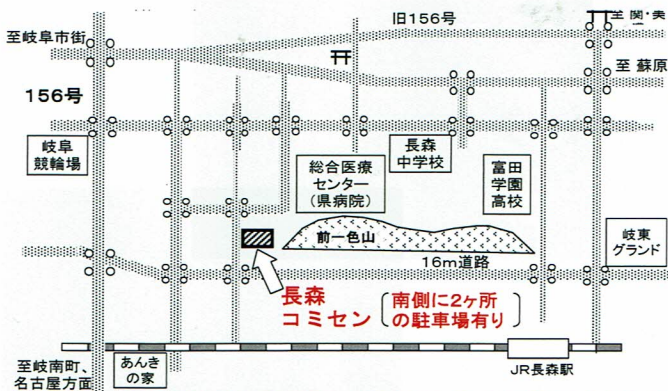 旧156号
至 関・美
至岐阜市街
至 蘇原
156号
岐阜
競輪場
長森
中学校
総合医療
センター
（県病院）
富田
学園
高校
前一色山
岐東
グランド
16m道路
長森
コミセン
南側に2ヶ所
の駐車場有り
至岐南町、
名古屋方面
あんき
の家
JR長森駅